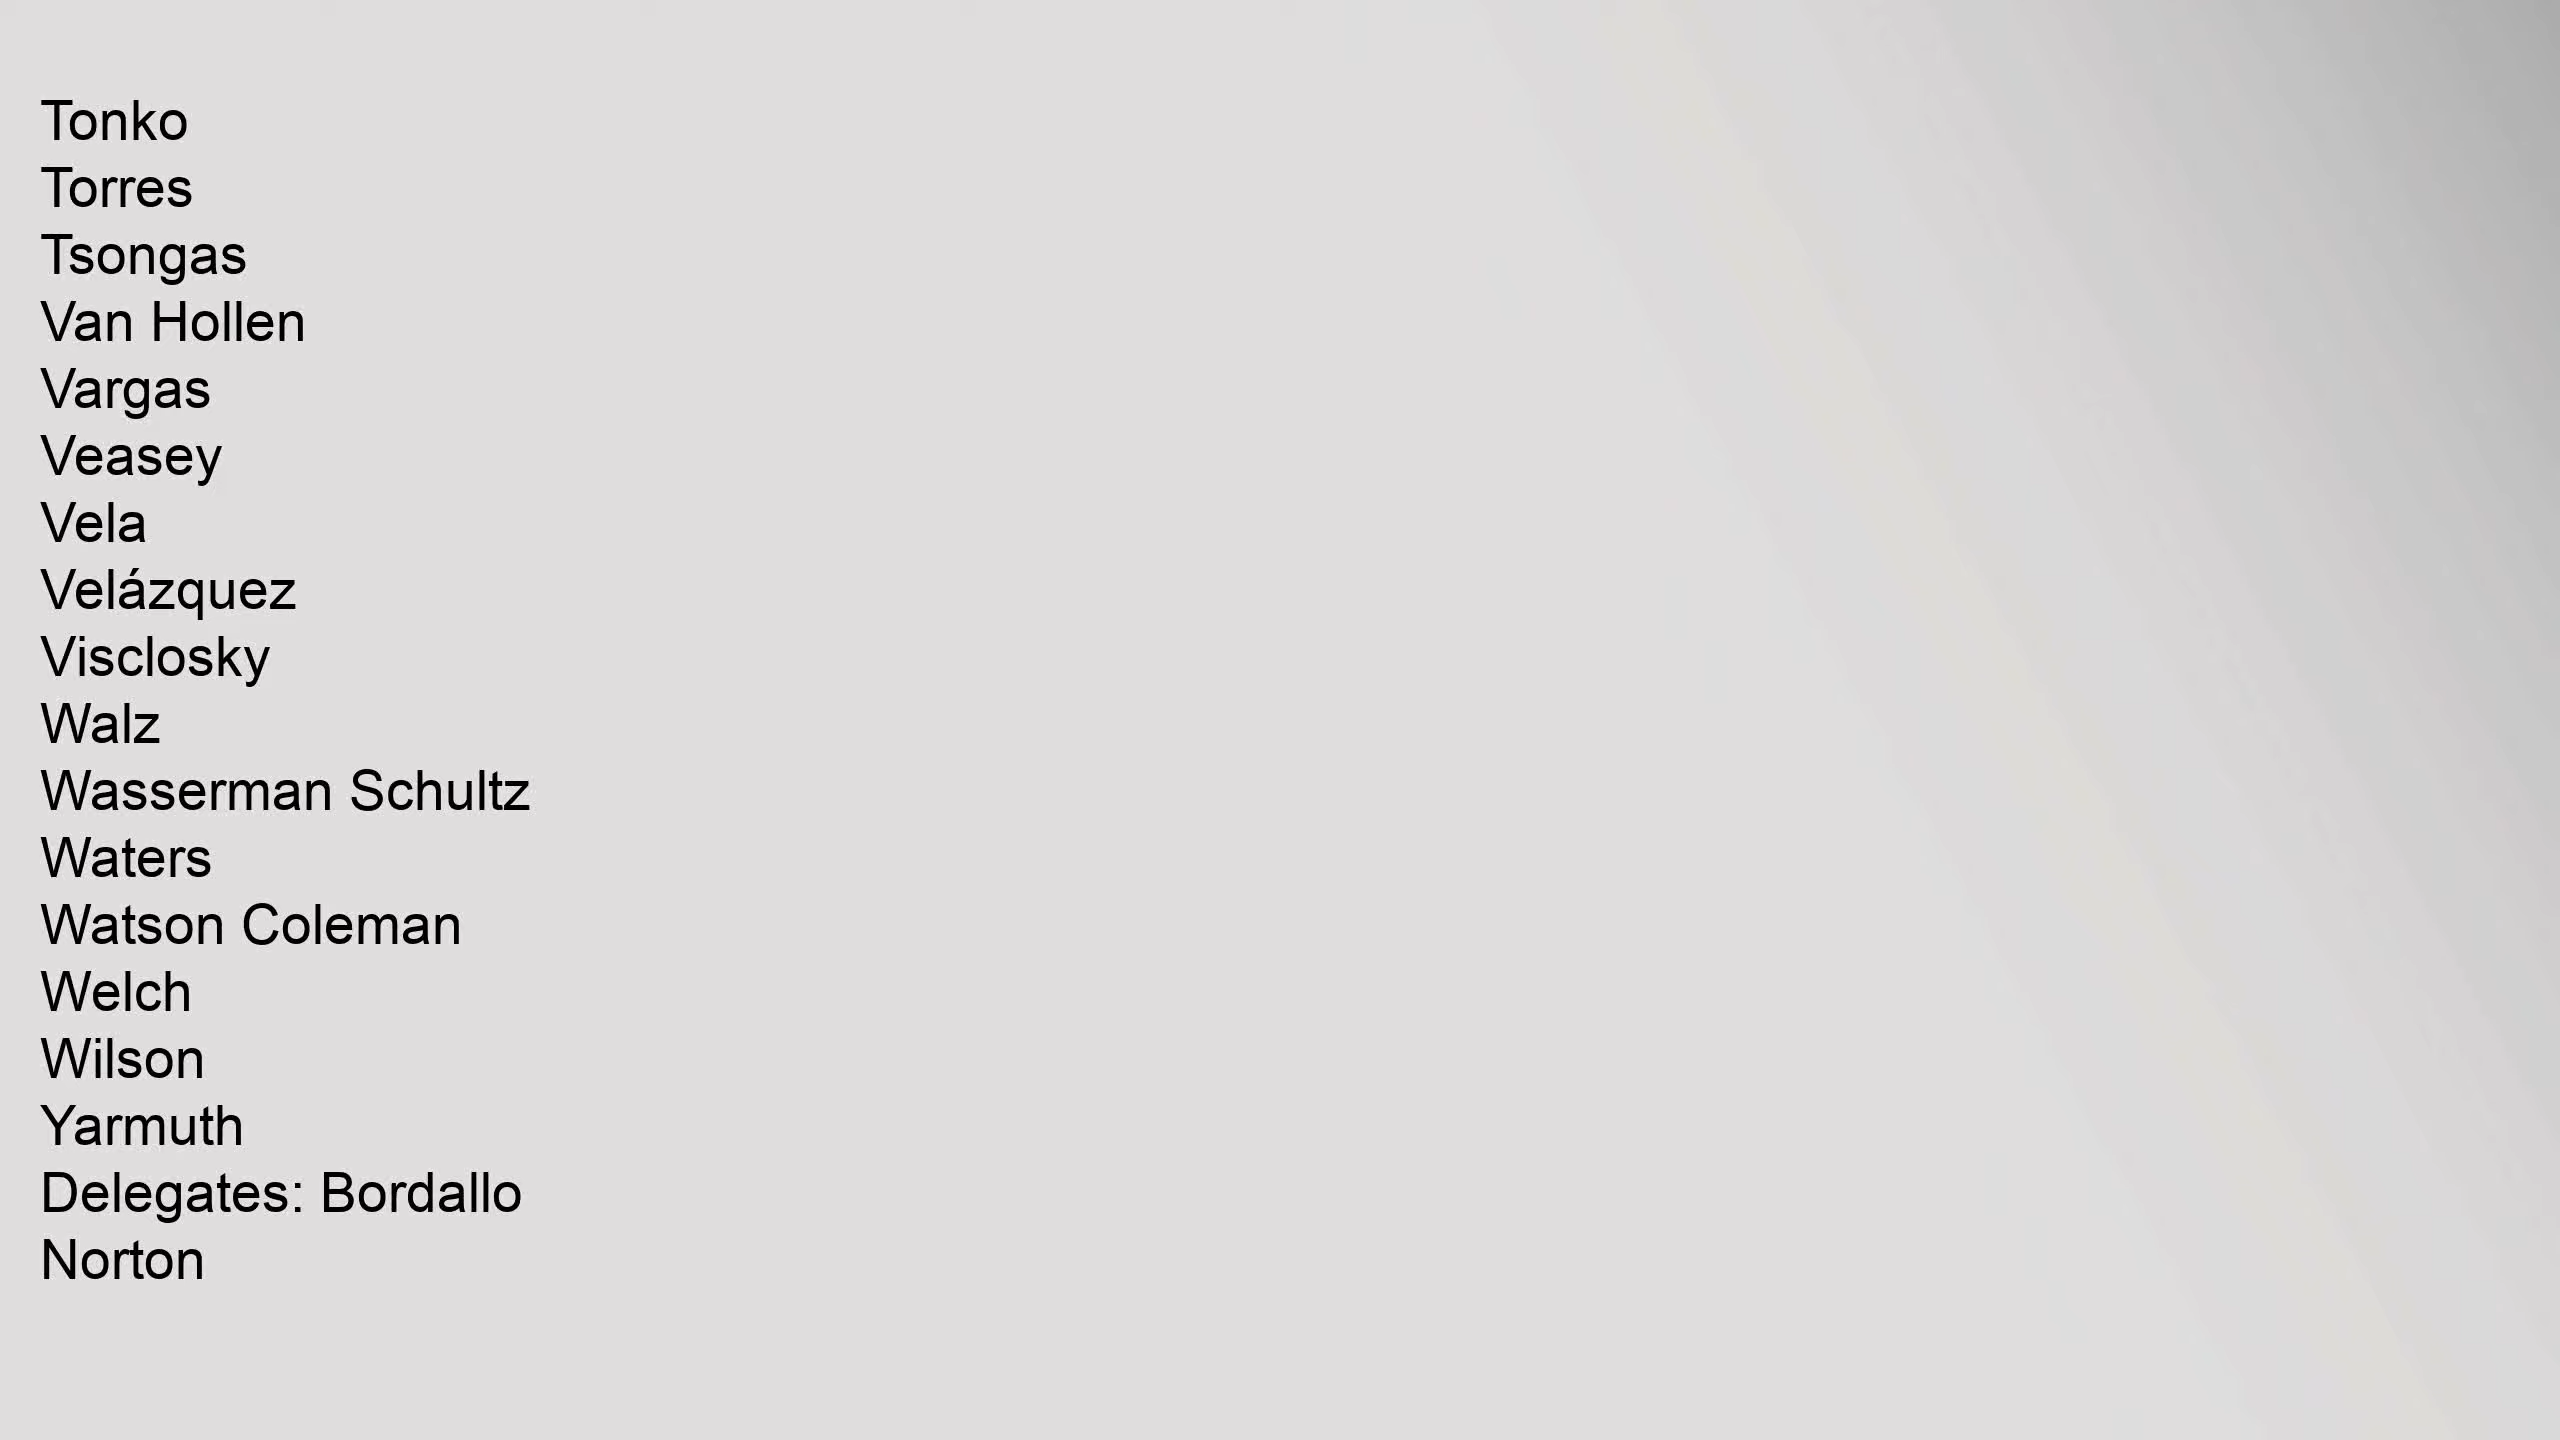 Tonko
Torres
Tsongas
Van Hollen
Vargas
Veasey
Vela
Velázquez
Visclosky
Walz
Wasserman Schultz
Waters
Watson Coleman
Welch
Wilson
Yarmuth
Delegates: Bordallo
Norton